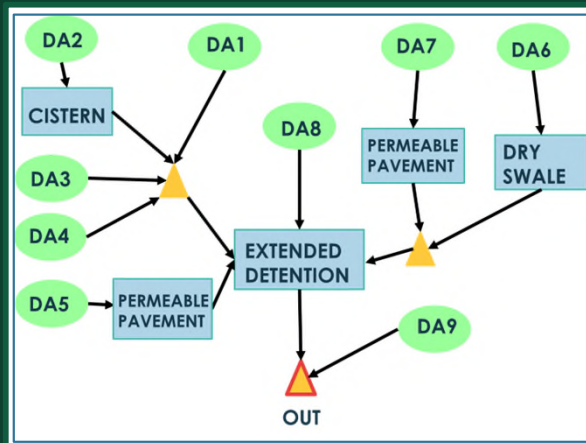 DA2
DA1
DA7
DA6
CISTERN
DA8
PERMEABLE
PAVEMENT
DRY
SWALE
DA3
DA4
EXTENDED
DETENTION
DA5
PERMEABLE
PAVEMENT
DA9
OUT